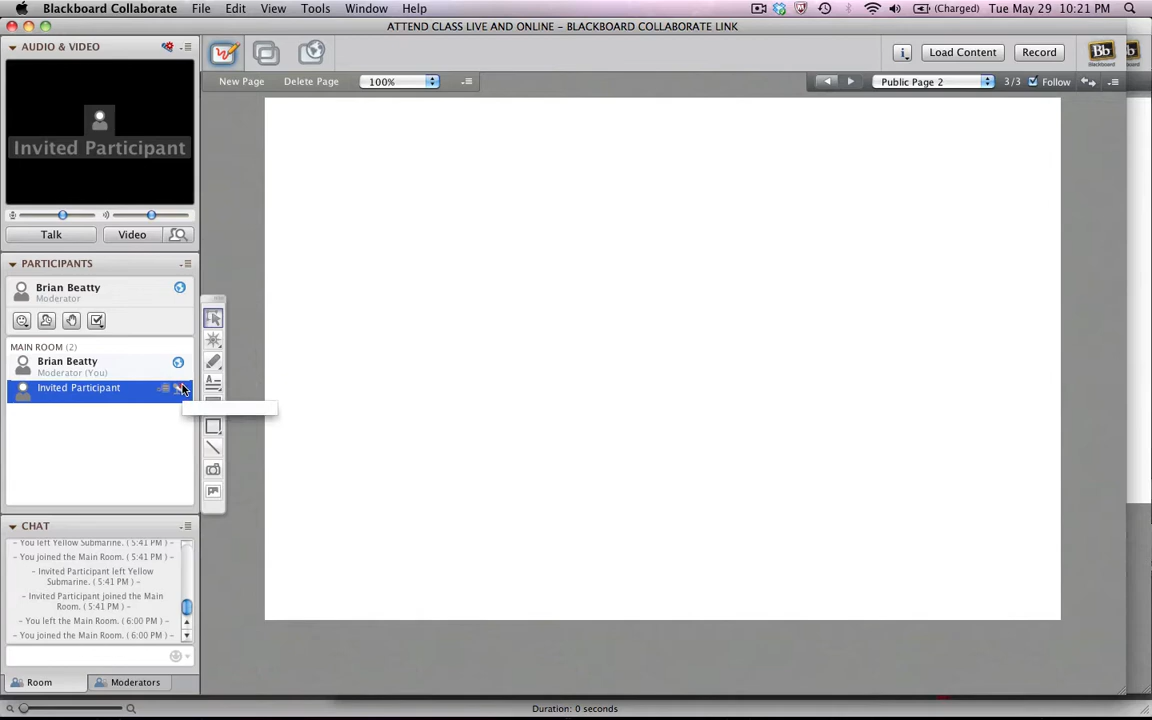 Blackboard Collaborate File Edit View Tools Window Help (Charged) Tue May 29 10:21 PM
ATTEND CLASS LIVE AND ONLINE – BLACKBOARD COLLABORATE LINK
AUDIO & VIDEO
Invited Participant
Talk Video
Load Content Record Bb
New Page Delete Page 100% Public Page 2 3/3 Follow
PARTICIPANTS
Brian Beatty
Moderator
MAIN ROOM (2)
Brian Beatty
Moderator (You)
Invited Participant
CHAT
– You left Yellow Submarine. ( 5:41 PM ) –
– You joined the Main Room. ( 5:41 PM ) –
– Invited Participant left Yellow
Submarine. ( 5:41 PM ) –
– Invited Participant joined the Main
Room. ( 5:41 PM ) –
– You left the Main Room. ( 6:00 PM ) –
– You joined the Main Room. ( 6:00 PM ) –
Room Moderators
Duration: 0 seconds